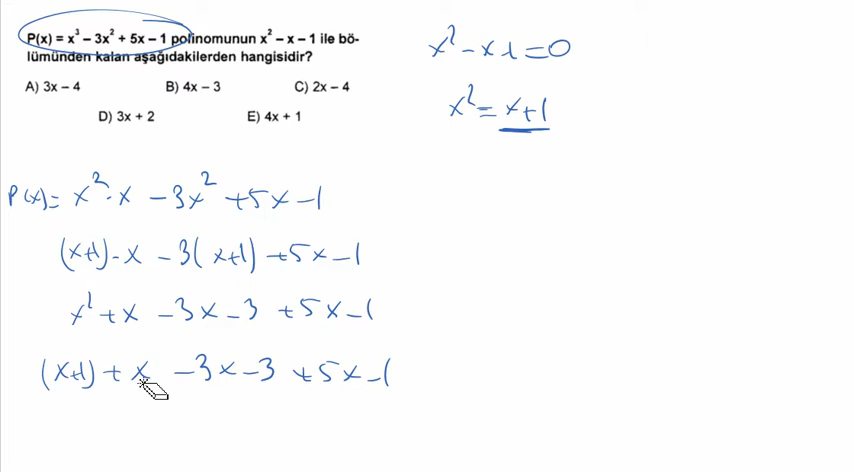 P(x) = x³ – 3x² + 5x – 1 polinomunun x² – x – 1 ile bö-
lümünden kalan aşağıdakilerden hangisidir?
A) 3x – 4 B) 4x – 3 C) 2x – 4
D) 3x + 2 E) 4x + 1
x² - x 1 = 0
x² = x+1
P(x) = x² · x - 3x² + 5x - 1
(x+1) · x - 3(x+1) + 5x - 1
x² + x - 3x - 3 + 5x - 1
(x+1) + x - 3x - 3 + 5x - 1